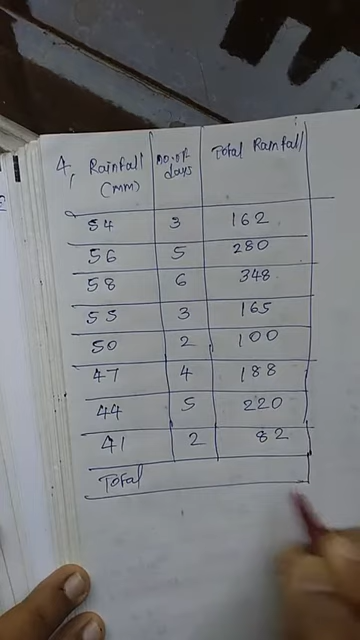 4, Rainfall (mm) no. of days Total Rainfall
54 3 162
56 5 280
58 6 348
55 3 165
50 2 100
47 4 188
44 5 220
41 2 82
Total